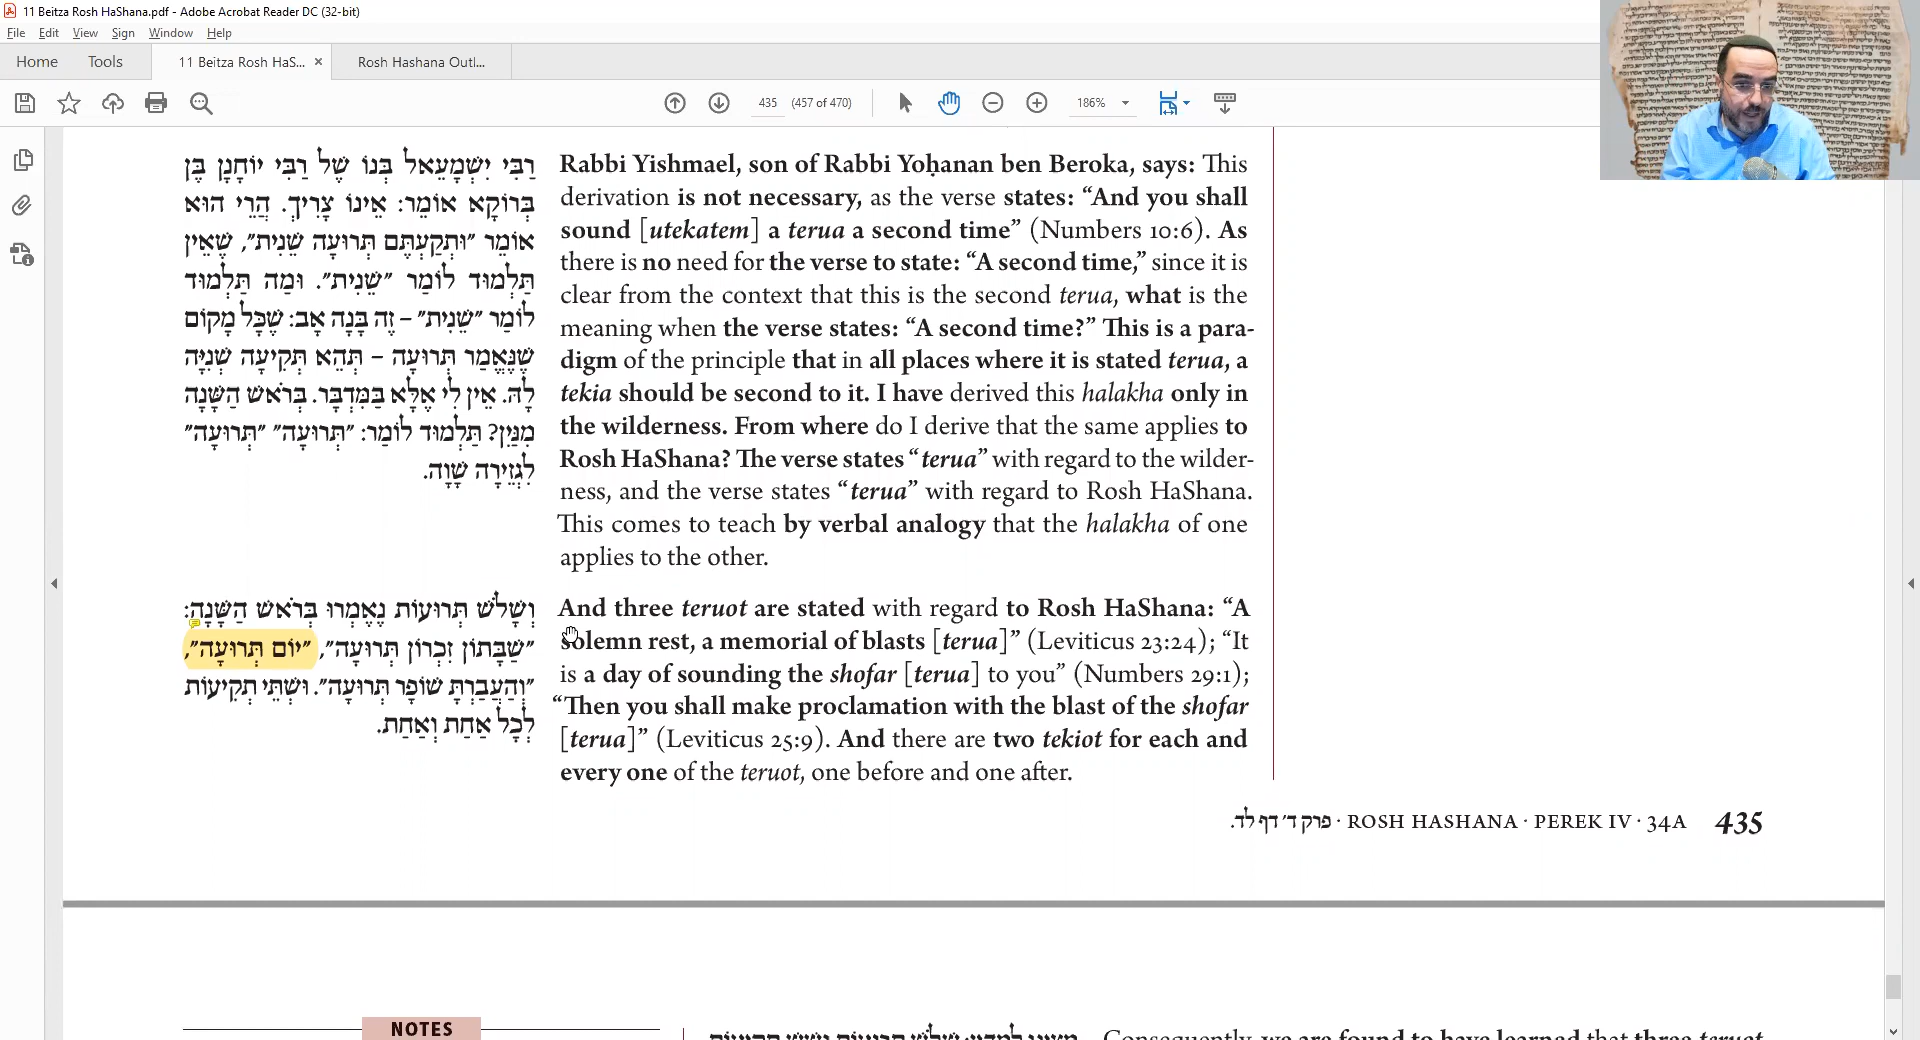 11 Beitza Rosh HaShana.pdf - Adobe Acrobat Reader DC (32-bit)
File Edit View Sign Window Help
Home Tools 11 Beitza Rosh HaS... × Rosh Hashana Outl...
435 (457 of 470) 186%
רַבִּי יִשְׁמָעֵאל בְּנוֹ שֶׁל רַבִּי יוֹחָנָן בֶּן
בְּרוֹקָא אוֹמֵר: אֵינוֹ צָרִיךְ. הֲרֵי הוּא
אוֹמֵר ״וּתְקַעְתֶּם תְּרוּעָה שֵׁנִית״, שֶׁאֵין
תַּלְמוּד לוֹמַר ״שֵׁנִית״. וּמַה תַּלְמוּד
לוֹמַר ״שֵׁנִית״ – זֶה בָּנָה אָב: שֶׁכׇּל מָקוֹם
שֶׁנֶּאֱמַר תְּרוּעָה – תְּהֵא תְּקִיעָה שְׁנִיָּה
לָהּ. אֵין לִי אֶלָּא בַּמִּדְבָּר. בְּרֹאשׁ הַשָּׁנָה
מִנַּיִן? תַּלְמוּד לוֹמַר: ״תְּרוּעָה״ ״תְּרוּעָה״
לִגְזֵירָה שָׁוָה.
Rabbi Yishmael, son of Rabbi Yoḥanan ben Beroka, says: This
derivation is not necessary, as the verse states: “And you shall
sound [utekatem] a terua a second time” (Numbers 10:6). As
there is no need for the verse to state: “A second time,” since it is
clear from the context that this is the second terua, what is the
meaning when the verse states: “A second time?” This is a para-
digm of the principle that in all places where it is stated terua, a
tekia should be second to it. I have derived this halakha only in
the wilderness. From where do I derive that the same applies to
Rosh HaShana? The verse states “terua” with regard to the wilder-
ness, and the verse states “terua” with regard to Rosh HaShana.
This comes to teach by verbal analogy that the halakha of one
applies to the other.
וְשָׁלֹשׁ תְּרוּעוֹת נֶאֶמְרוּ בְּרֹאשׁ הַשָּׁנָה:
״שַׁבָּתוֹן זִכְרוֹן תְּרוּעָה״, ״יוֹם תְּרוּעָה״,
״וְהַעֲבַרְתָּ שׁוֹפַר תְּרוּעָה״. וּשְׁתֵּי תְקִיעוֹת
לְכׇל אַחַת וְאַחַת.
And three teruot are stated with regard to Rosh HaShana: “A
solemn rest, a memorial of blasts [terua]” (Leviticus 23:24); “It
is a day of sounding the shofar [terua] to you” (Numbers 29:1);
“Then you shall make proclamation with the blast of the shofar
[terua]” (Leviticus 25:9). And there are two tekiot for each and
every one of the teruot, one before and one after.
פרק ד׳ דף לד. · ROSH HASHANA · PEREK IV · 34A 435
NOTES
Consequently, we are found to have learned that three teruot